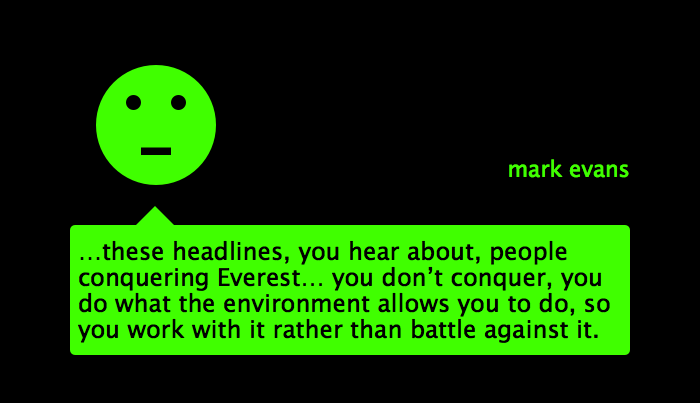 mark evans
…these headlines, you hear about, people
conquering Everest… you don’t conquer, you
do what the environment allows you to do, so
you work with it rather than battle against it.